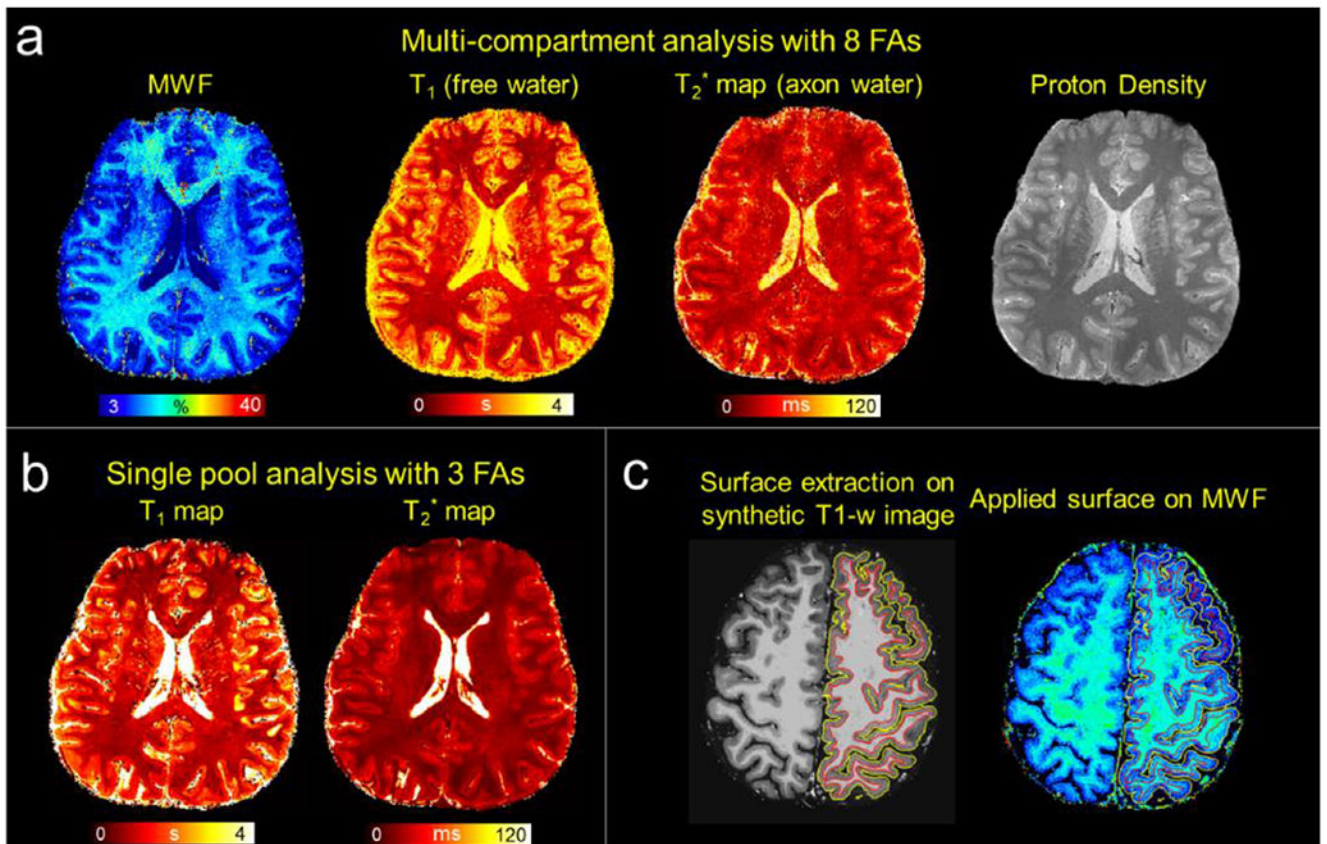 a
Multi-compartment analysis with 8 FAs
MWF
T₁ (free water)
T₂* map (axon water)
Proton Density
3 % 40
0 s 4
0 ms 120
b
Single pool analysis with 3 FAs
T₁ map
T₂* map
0 s 4
0 ms 120
c
Surface extraction on
synthetic T1-w image
Applied surface on MWF